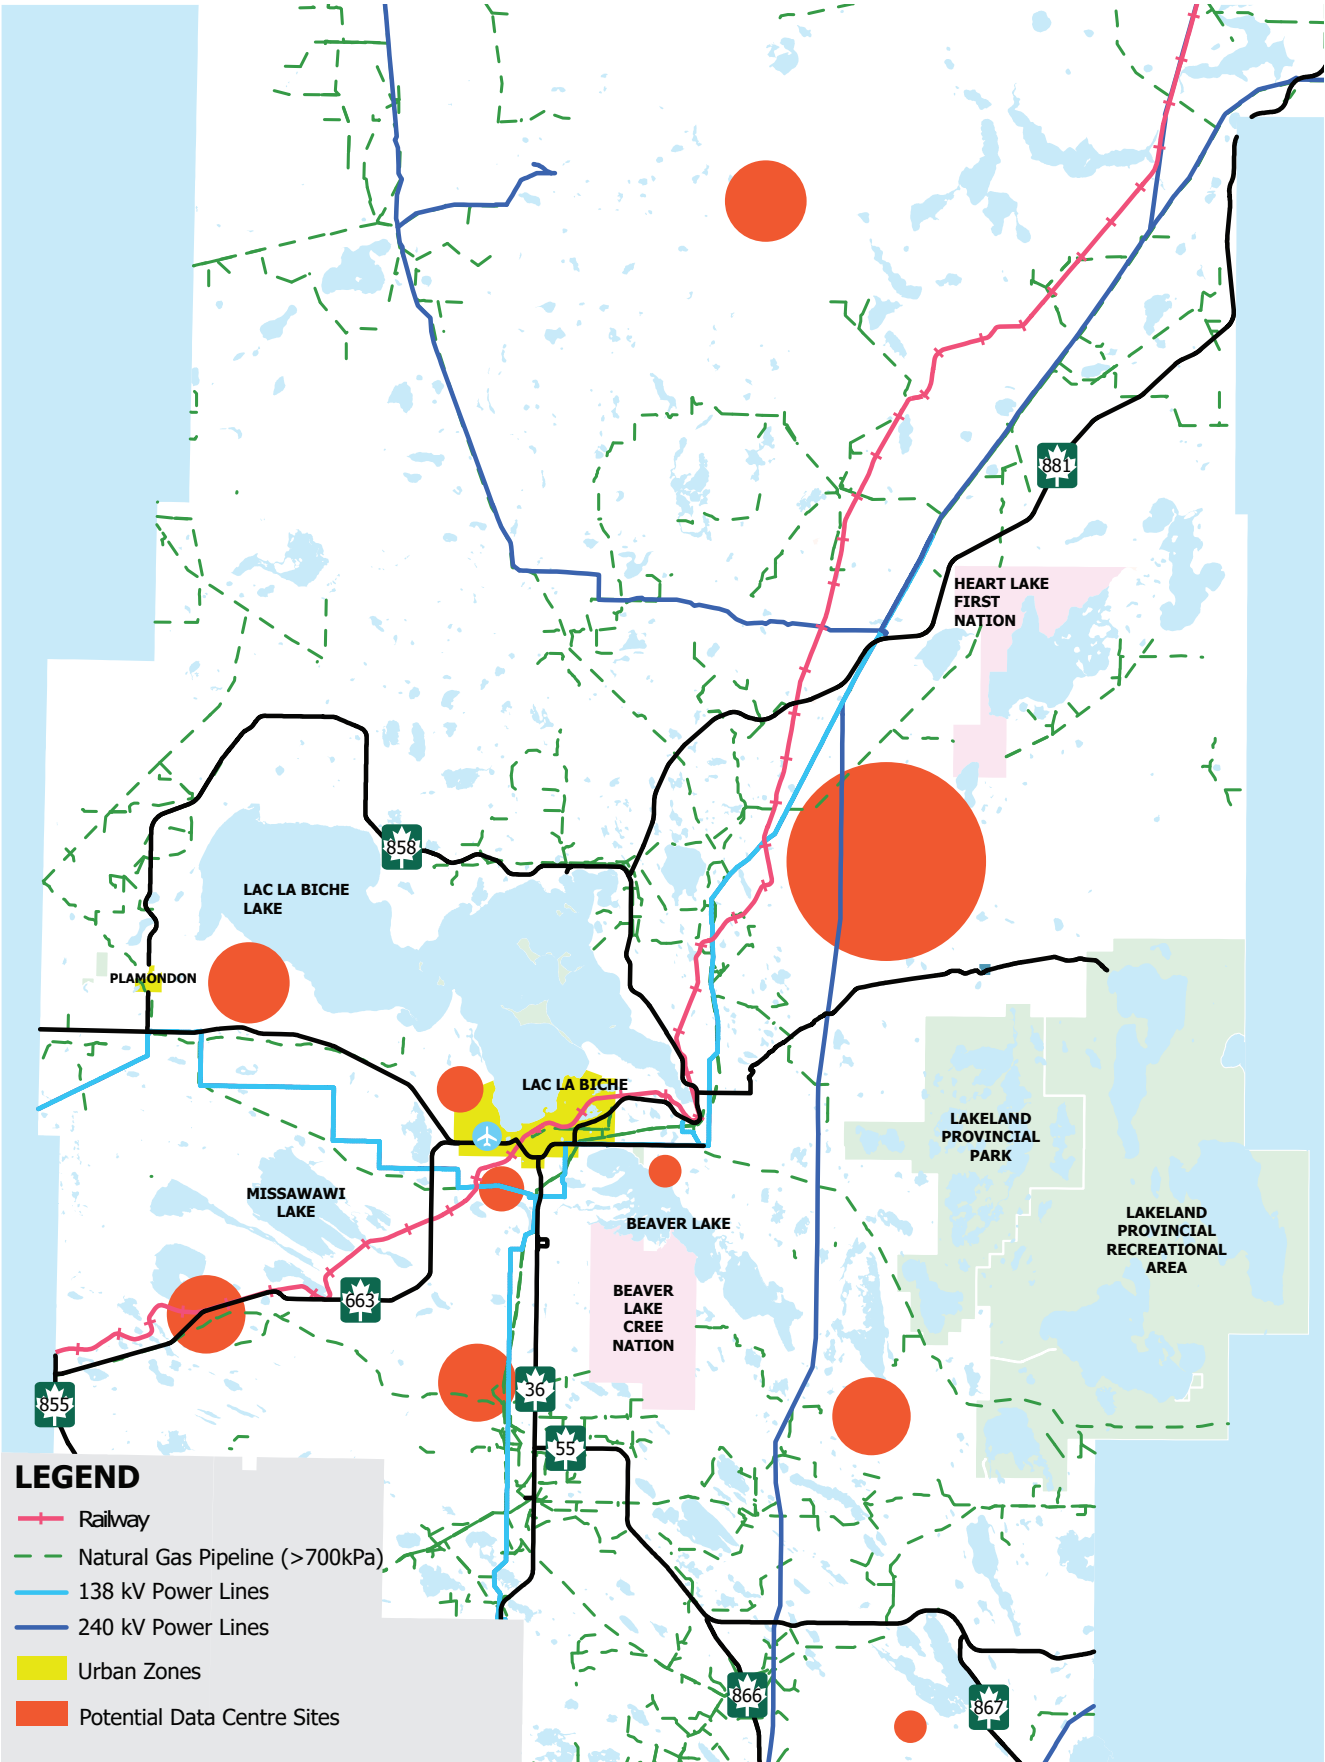 881
HEART LAKE
FIRST
NATION
858
LAC LA BICHE
LAKE
PLAMONDON
LAC LA BICHE
LAKELAND
PROVINCIAL
PARK
MISSAWAWI
LAKE
BEAVER LAKE
LAKELAND
PROVINCIAL
RECREATIONAL
AREA
BEAVER
LAKE
CREE
NATION
663
855
36
55
LEGEND
Railway
Natural Gas Pipeline (>700kPa)
138 kV Power Lines
240 kV Power Lines
Urban Zones
Potential Data Centre Sites
866
867